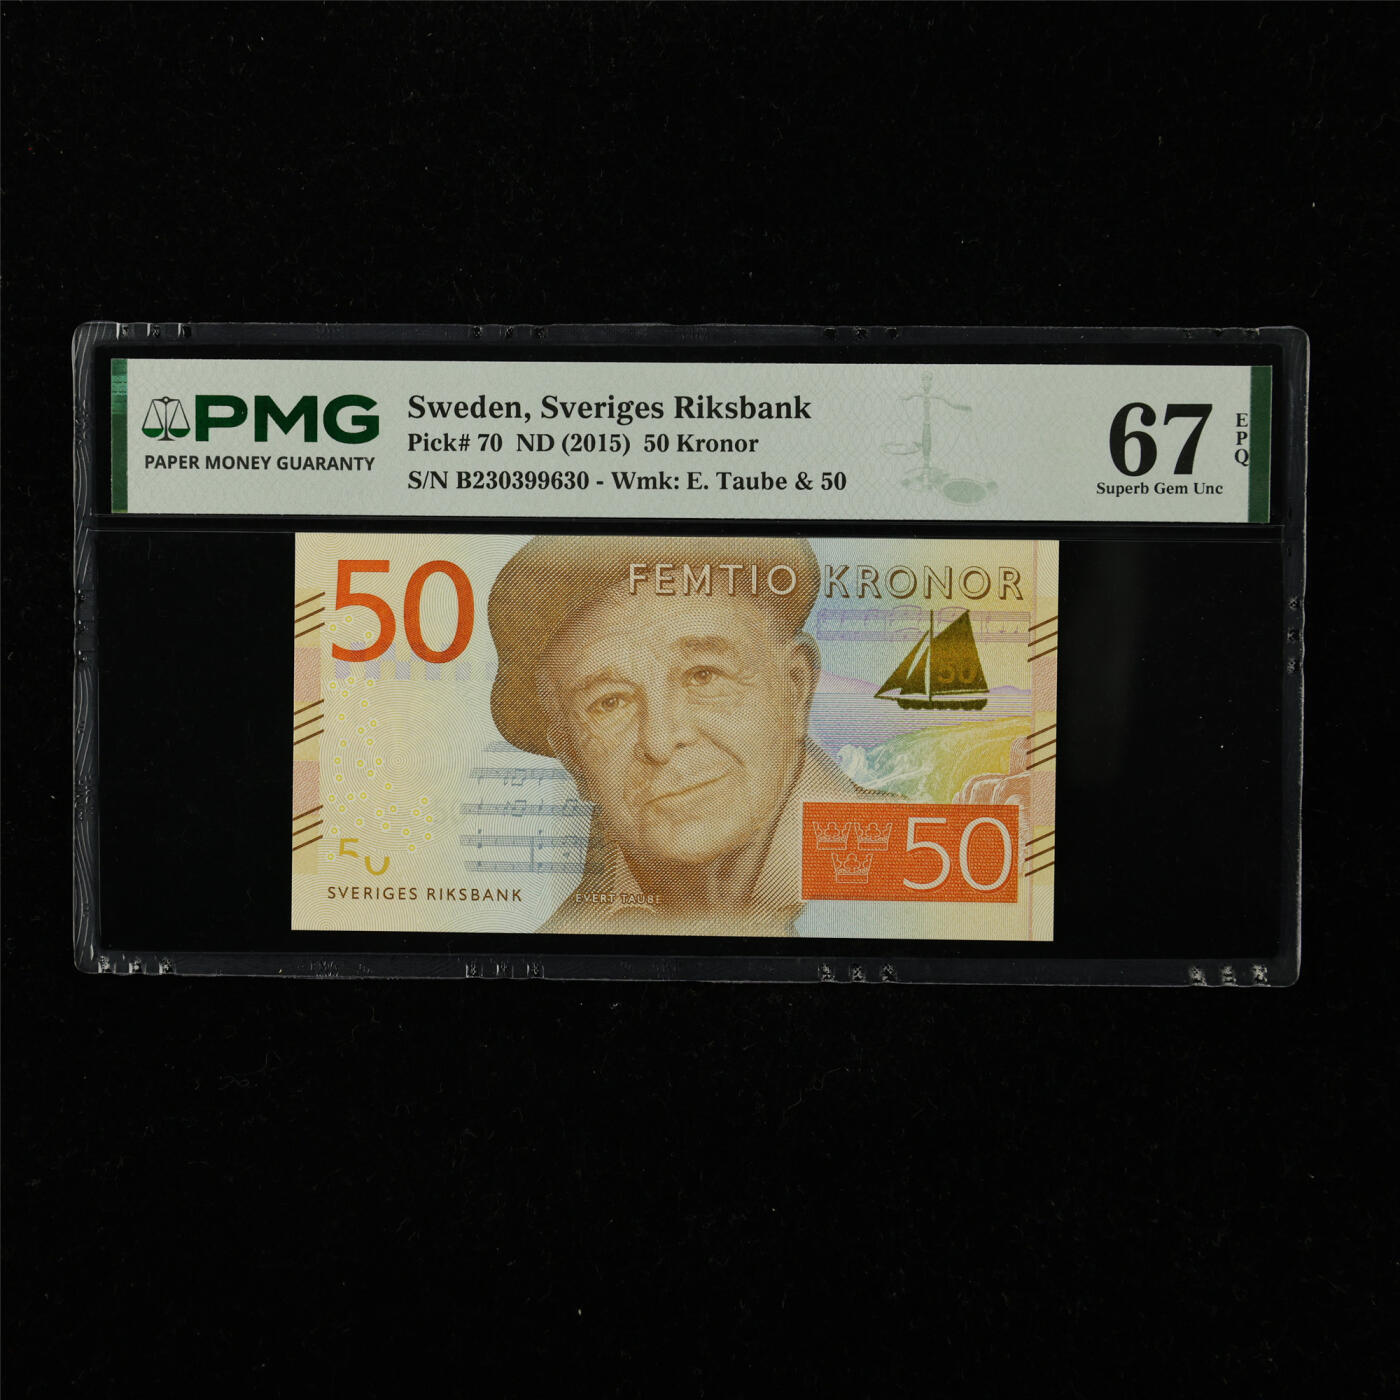 PMG
PAPER MONEY GUARANTY
Sweden, Sveriges Riksbank
Pick# 70 ND (2015) 50 Kronor
S/N B230399630 - Wmk: E. Taube & 50
67
EPQ
Superb Gem Unc
50
FEMTIO KRONOR
50
50
50
SVERIGES RIKSBANK
EVERT TAUBE